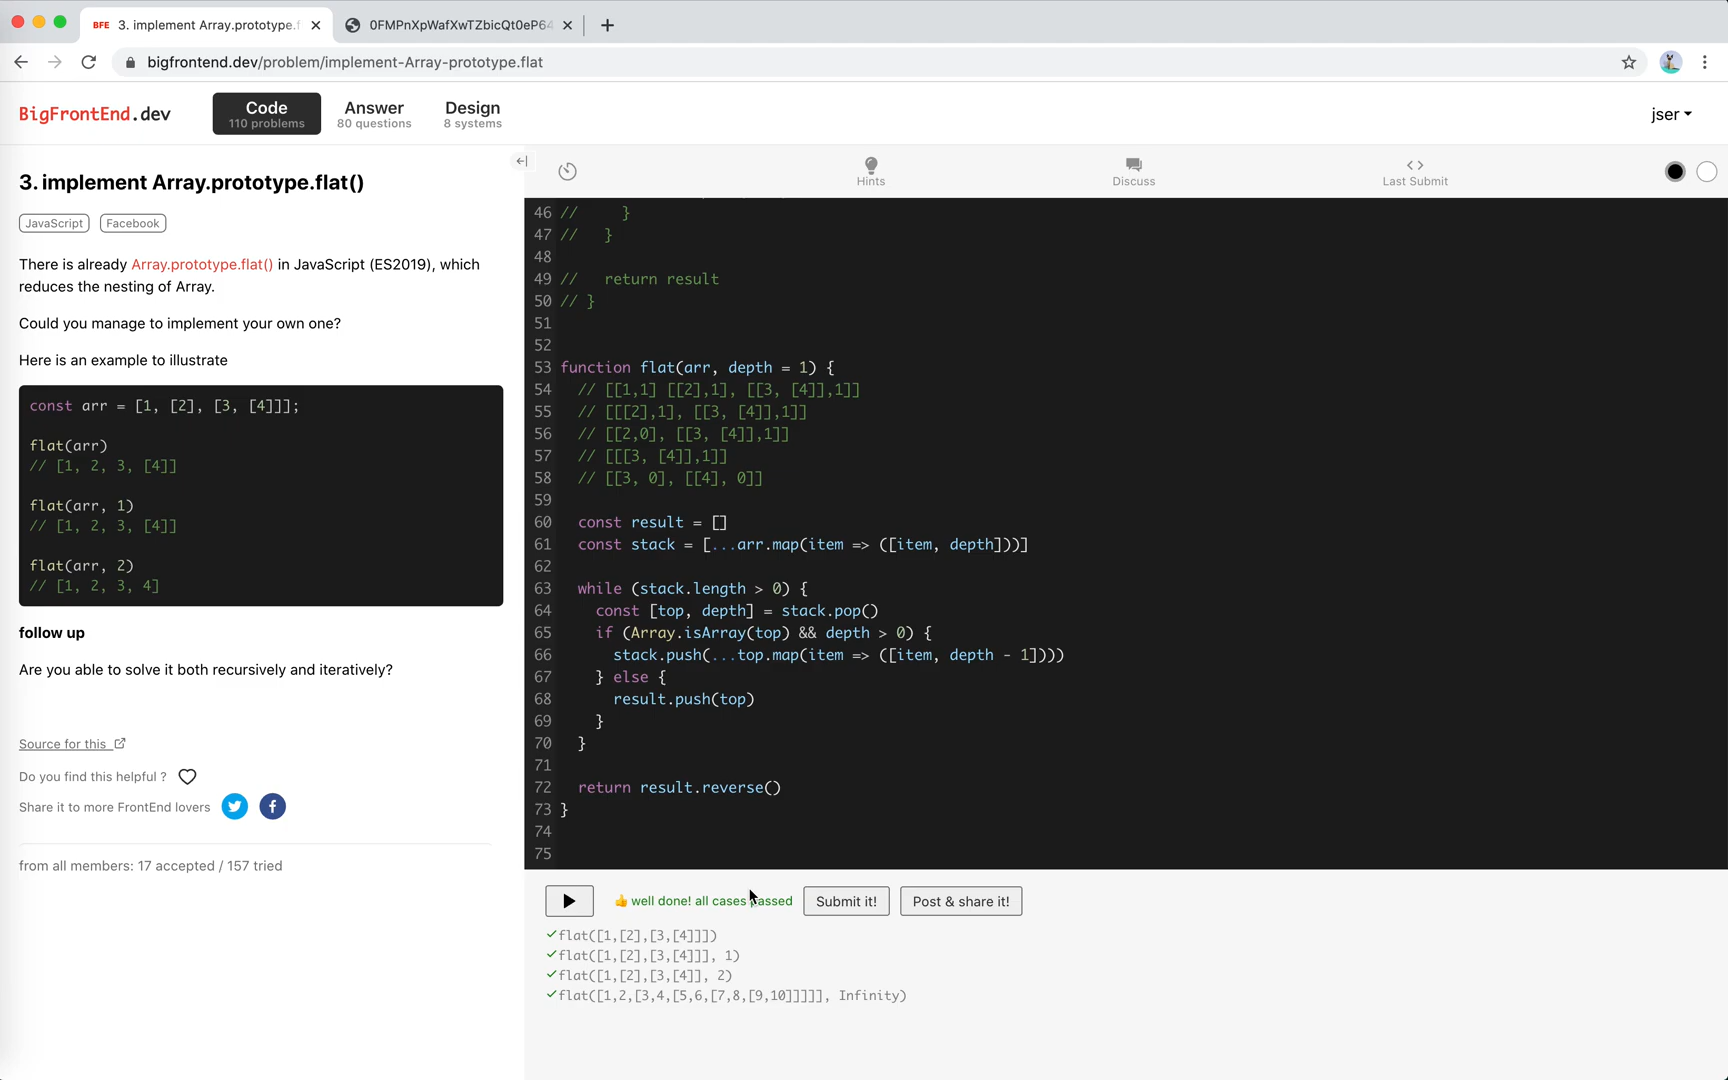 BFE 3. implement Array.prototype.f
0FMPnXpWafXwTZbicQt0eP64
bigfrontend.dev/problem/implement-Array-prototype.flat
BigFrontEnd.dev
Code
110 problems
Answer
80 questions
Design
8 systems
jser
3. implement Array.prototype.flat()
JavaScript
Facebook
There is already Array.prototype.flat() in JavaScript (ES2019), which
reduces the nesting of Array.
Could you manage to implement your own one?
Here is an example to illustrate
const arr = [1, [2], [3, [4]]];
flat(arr)
// [1, 2, 3, [4]]
flat(arr, 1)
// [1, 2, 3, [4]]
flat(arr, 2)
// [1, 2, 3, 4]
follow up
Are you able to solve it both recursively and iteratively?
Source for this
Do you find this helpful ?
Share it to more FrontEnd lovers
from all members: 17 accepted / 157 tried
Hints
Discuss
Last Submit
46 //     }
47 //   }
48
49 //   return result
50 // }
51
52
53 function flat(arr, depth = 1) {
54   // [[1,1] [[2],1], [[3, [4]],1]]
55   // [[[2],1], [[3, [4]],1]]
56   // [[2,0], [[3, [4]],1]]
57   // [[[3, [4]],1]]
58   // [[3, 0], [[4], 0]]
59
60   const result = []
61   const stack = [...arr.map(item => ([item, depth]))]
62
63   while (stack.length > 0) {
64     const [top, depth] = stack.pop()
65     if (Array.isArray(top) && depth > 0) {
66       stack.push(...top.map(item => ([item, depth - 1])))
67     } else {
68       result.push(top)
69     }
70   }
71
72   return result.reverse()
73 }
74
75
👍 well done! all cases passed
Submit it!
Post & share it!
flat([1,[2],[3,[4]]])
flat([1,[2],[3,[4]]], 1)
flat([1,[2],[3,[4]], 2)
flat([1,2,[3,4,[5,6,[7,8,[9,10]]]]], Infinity)